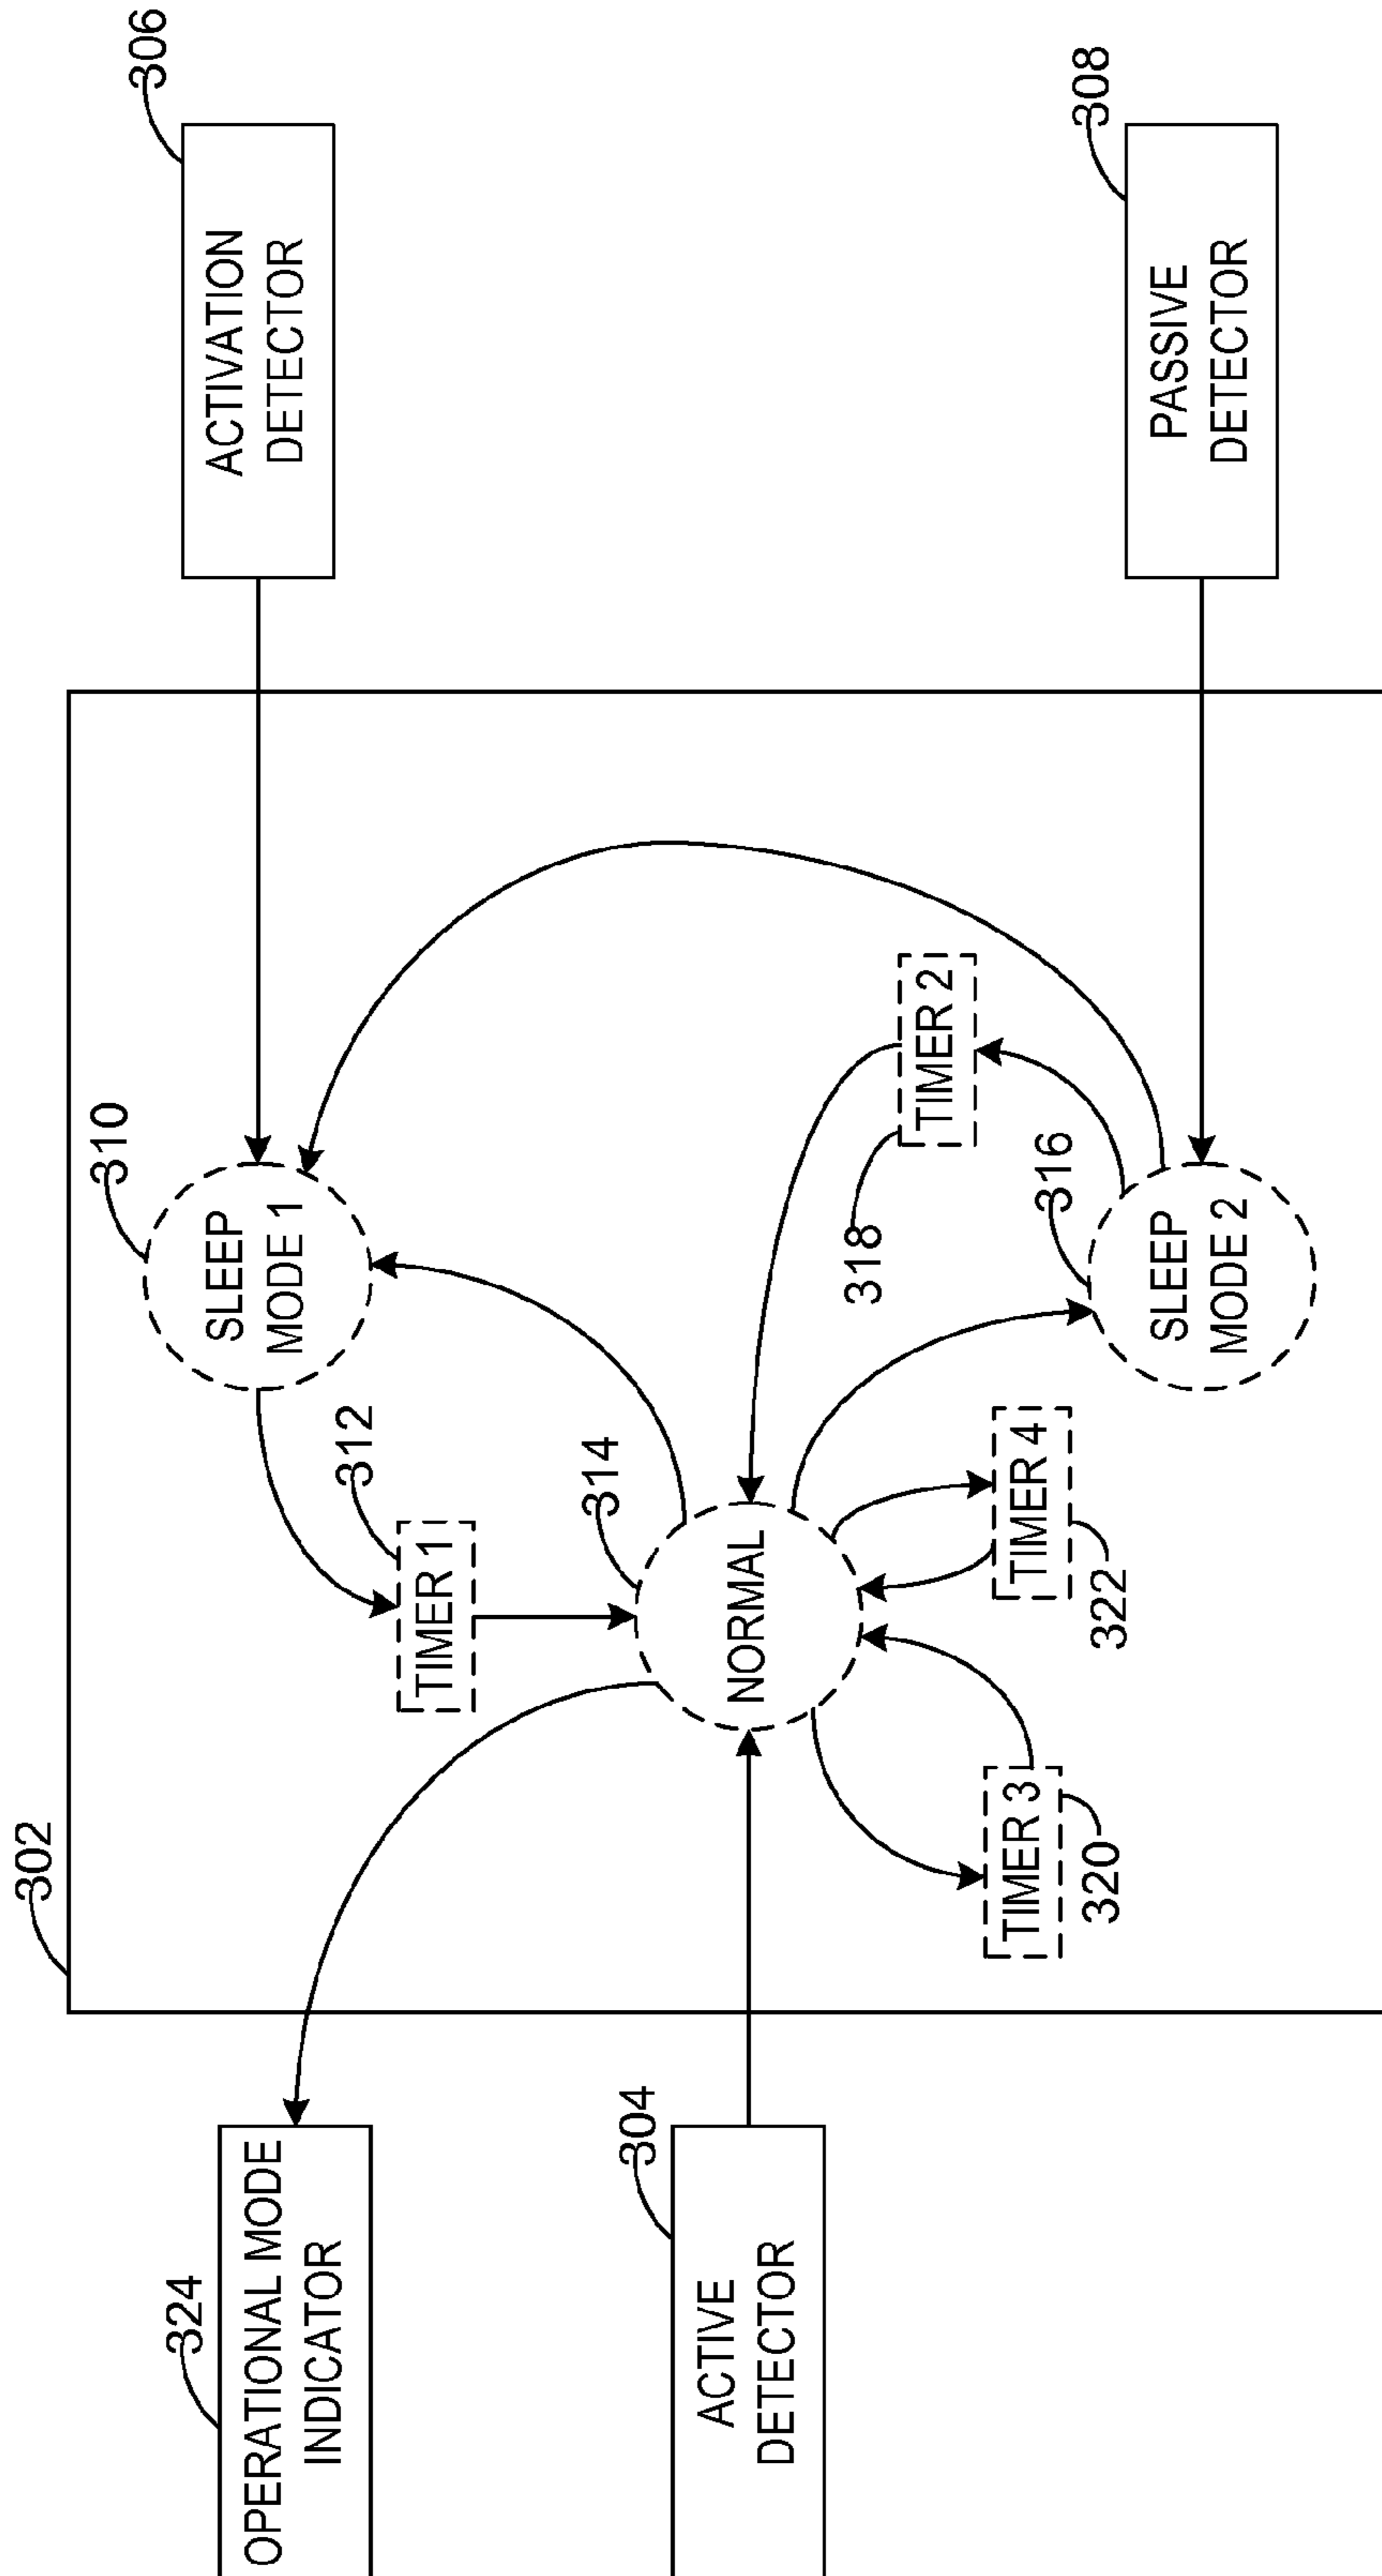 302
324
OPERATIONAL MODE
INDICATOR
304
ACTIVE
DETECTOR
306
ACTIVATION
DETECTOR
308
PASSIVE
DETECTOR
310
SLEEP
MODE 1
312
TIMER 1
314
NORMAL
318
TIMER 2
316
SLEEP
MODE 2
TIMER 3
320
TIMER 4
322